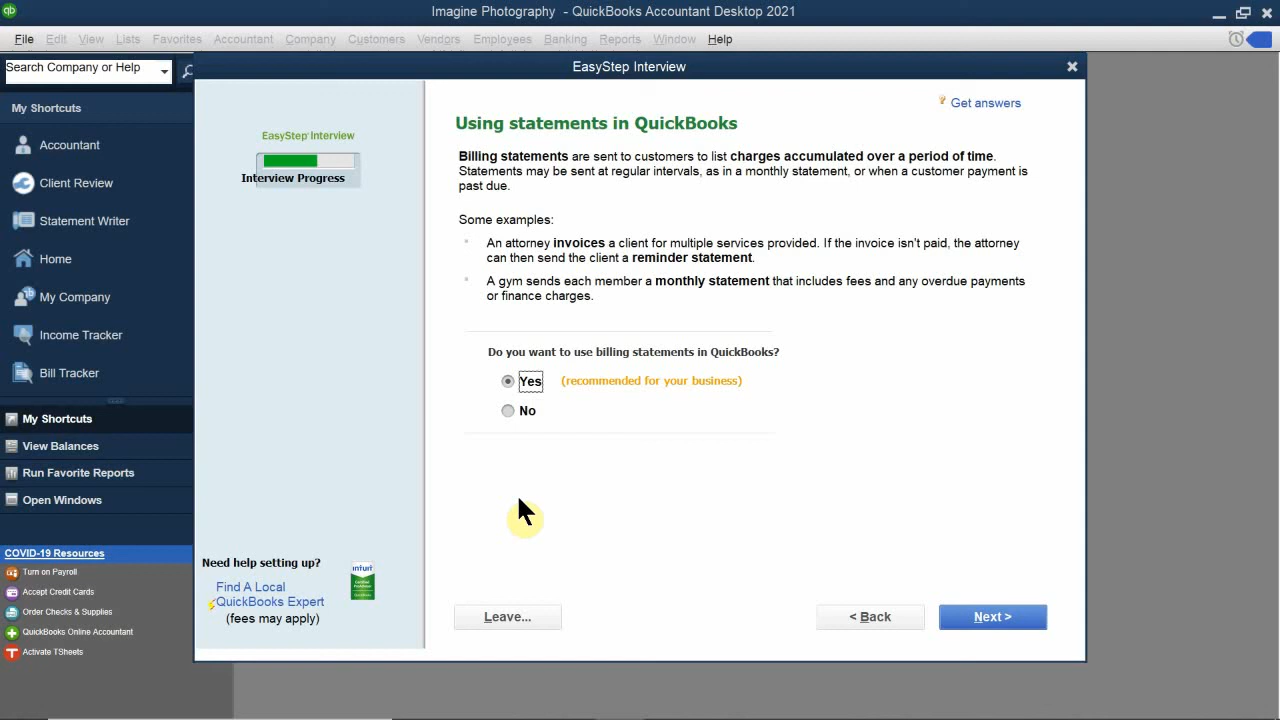 Imagine Photography - QuickBooks Accountant Desktop 2021
File Edit View Lists Favorites Accountant Company Customers Vendors Employees Banking Reports Window Help
Search Company or Help
My Shortcuts
Accountant
Client Review
Statement Writer
Home
My Company
Income Tracker
Bill Tracker
My Shortcuts
View Balances
Run Favorite Reports
Open Windows
COVID-19 Resources
Turn on Payroll
Accept Credit Cards
Order Checks & Supplies
QuickBooks Online Accountant
Activate TSheets
EasyStep Interview
EasyStep Interview
Interview Progress
Need help setting up?
Find A Local
QuickBooks Expert
(fees may apply)
intuit
Get answers
Using statements in QuickBooks
Billing statements are sent to customers to list charges accumulated over a period of time.
Statements may be sent at regular intervals, as in a monthly statement, or when a customer payment is
past due.
Some examples:
An attorney invoices a client for multiple services provided. If the invoice isn't paid, the attorney
can then send the client a reminder statement.
A gym sends each member a monthly statement that includes fees and any overdue payments
or finance charges.
Do you want to use billing statements in QuickBooks?
Yes (recommended for your business)
No
Leave... < Back Next >